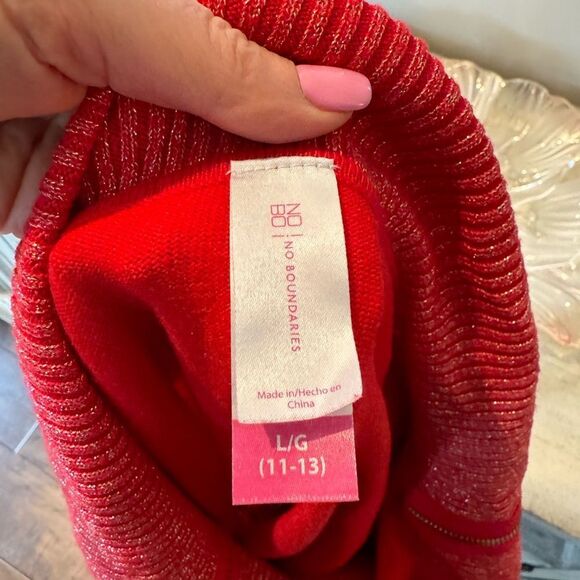 NO
BO
NO BOUNDARIES
Made in/Hecho en
China
L/G
(11-13)